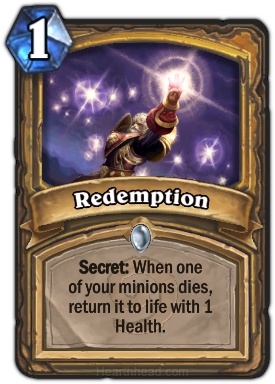 1
Redemption
Secret: When one
of your minions dies,
return it to life with 1
Health.
Hearthhead.com